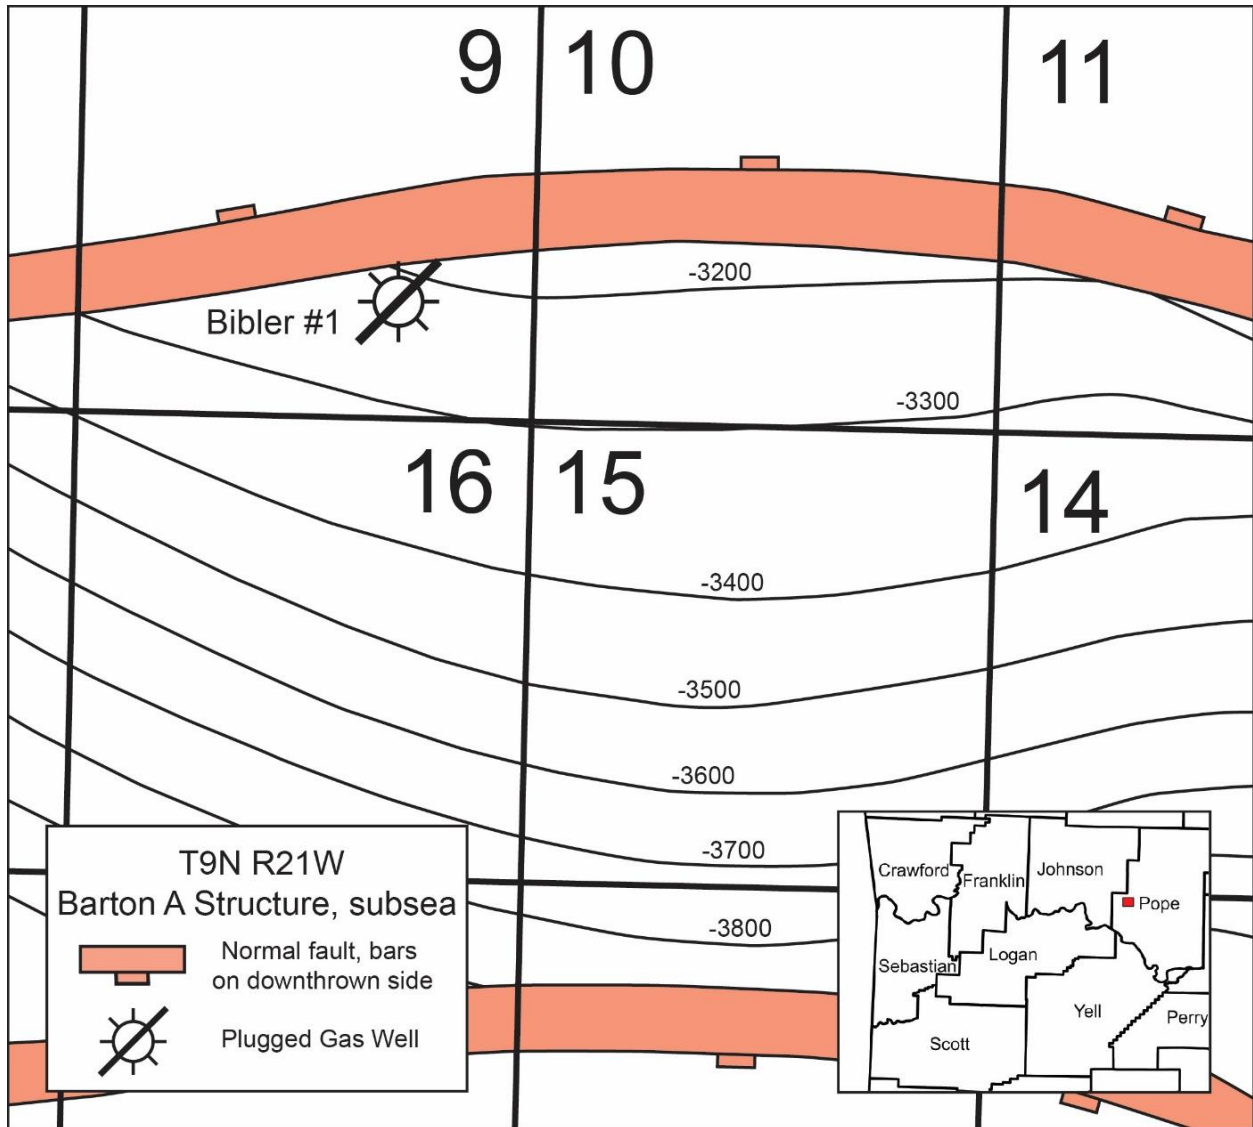 9
10
11
-3200
Bibler #1
-3300
16
15
14
-3400
-3500
-3600
-3700
-3800
T9N R21W
Barton A Structure, subsea
Normal fault, bars
on downthrown side
Plugged Gas Well
Crawford
Franklin
Johnson
Pope
Sebastian
Logan
Yell
Perry
Scott